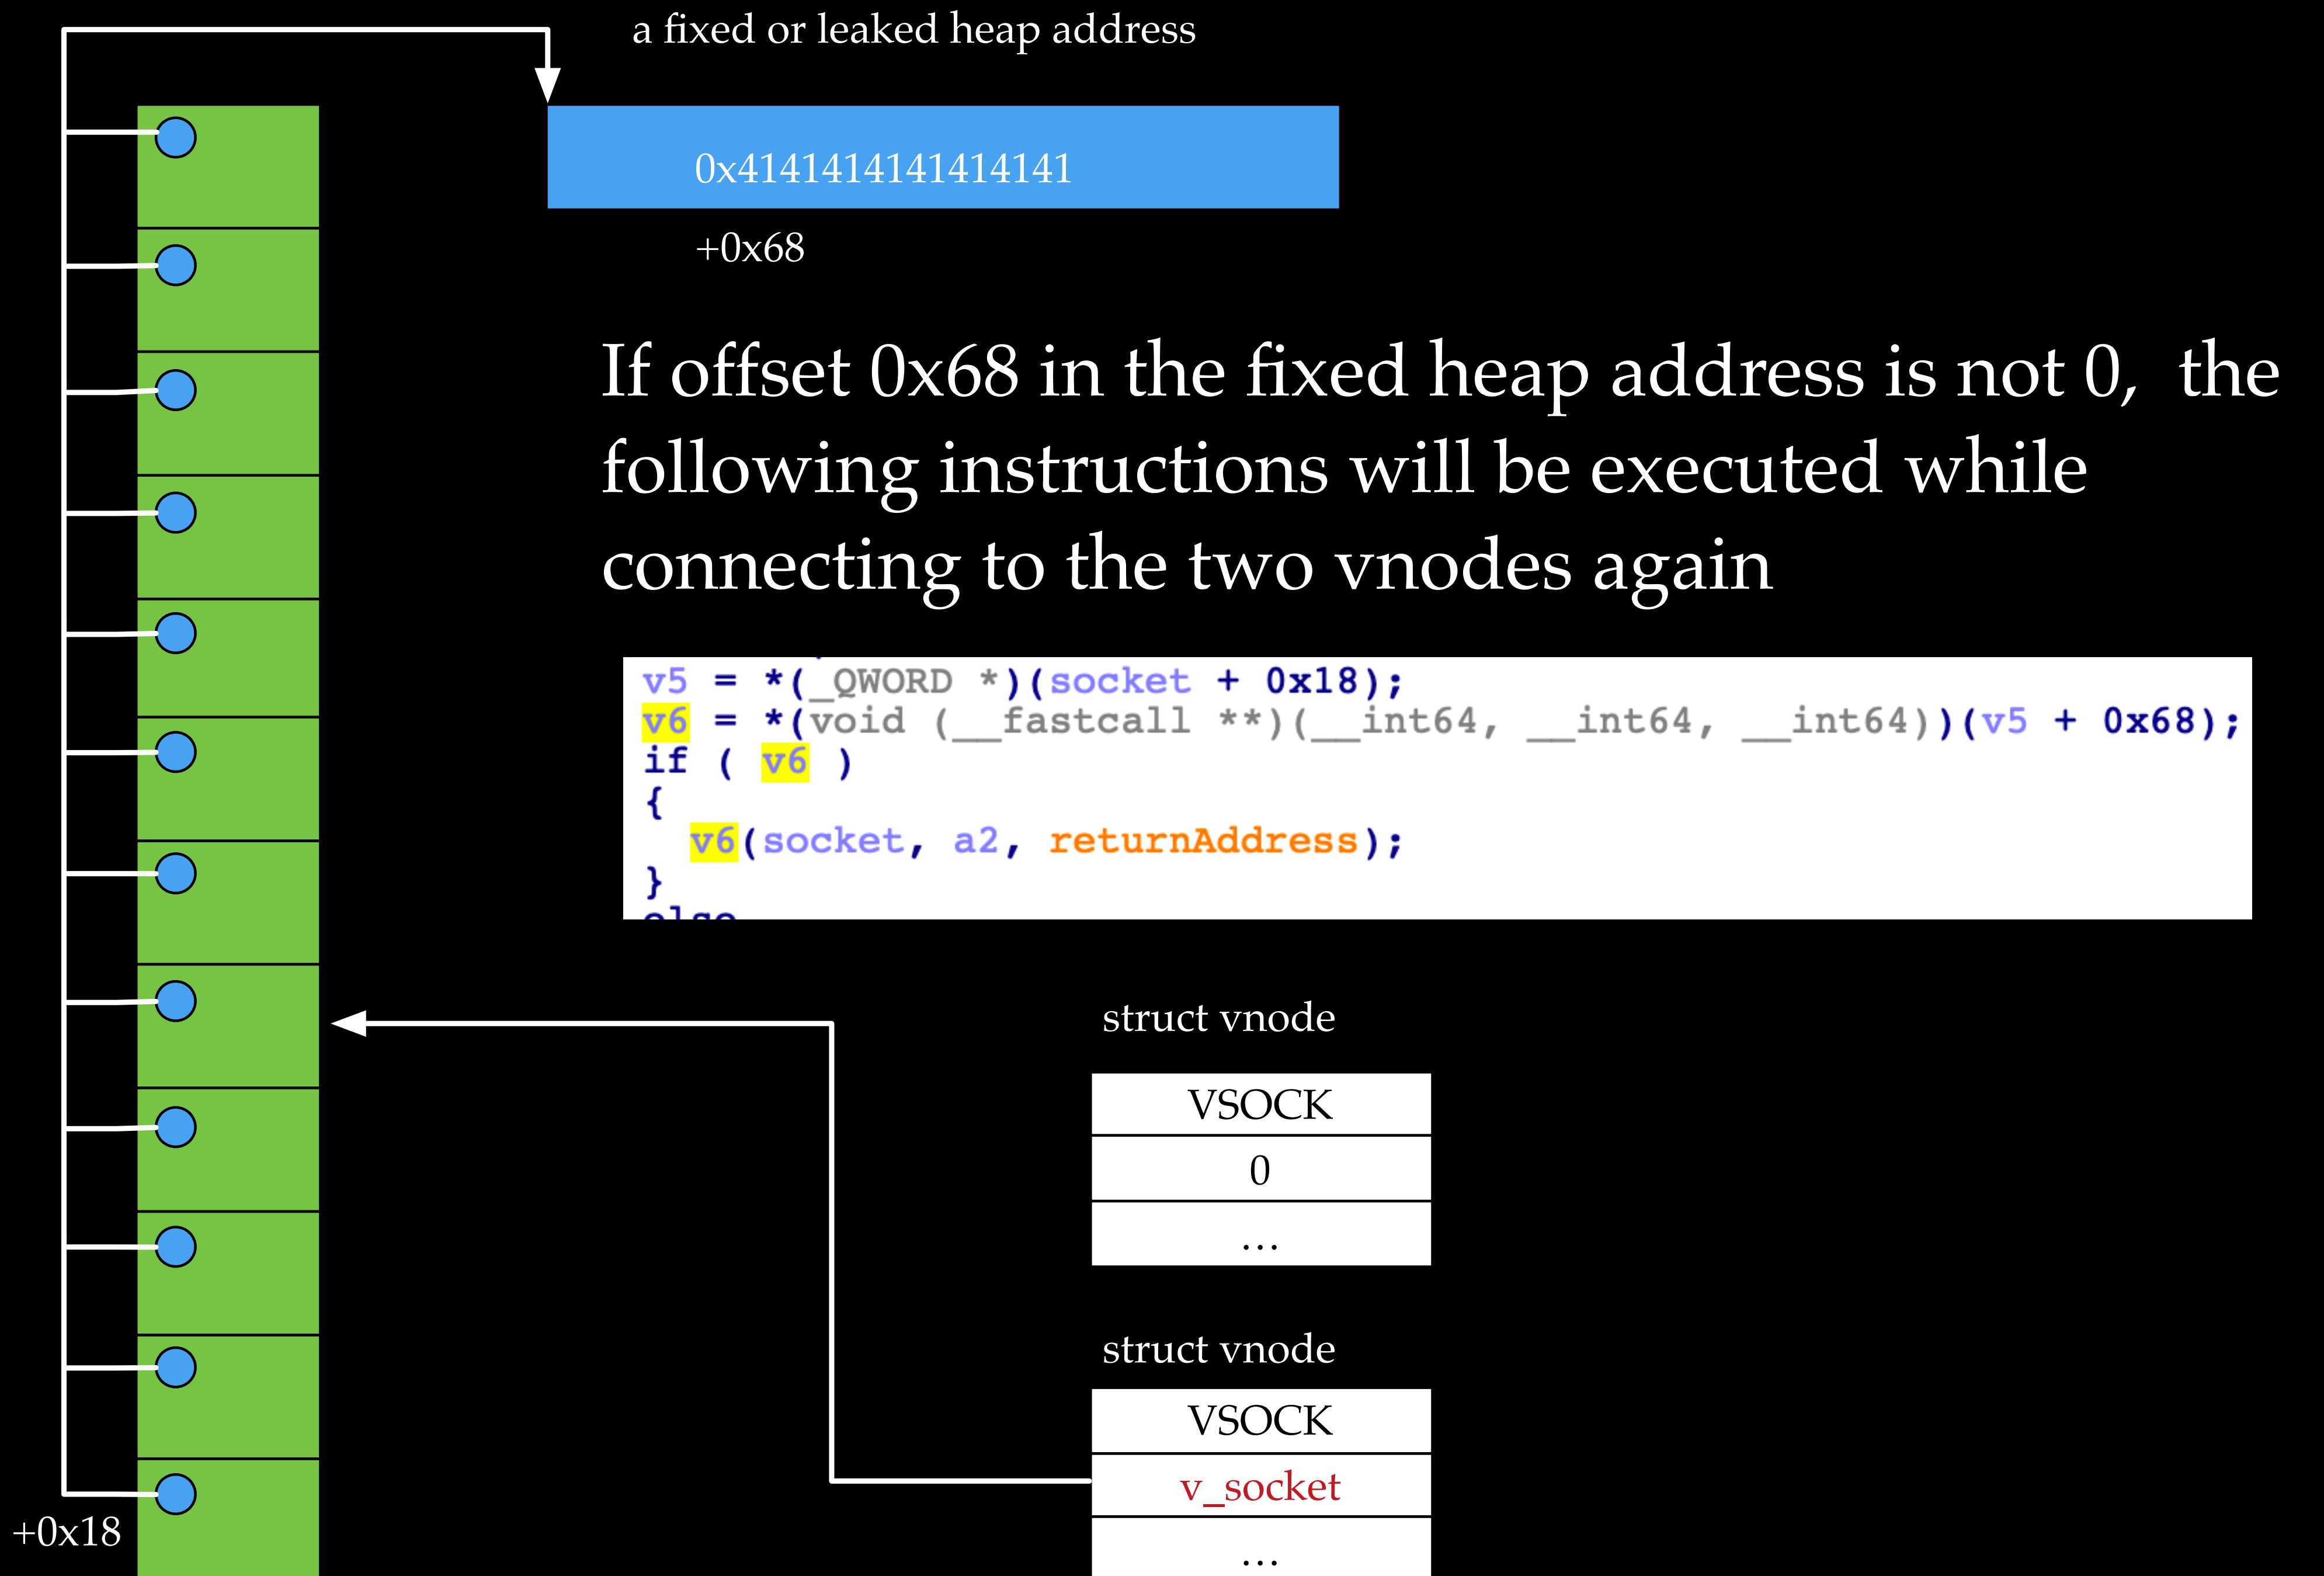 a fixed or leaked heap address
0x4141414141414141
+0x68
If offset 0x68 in the fixed heap address is not 0,  the
following instructions will be executed while
connecting to the two vnodes again
v5 = *(_QWORD *)(socket + 0x18);
v6 = *(void (__fastcall **)(__int64, __int64, __int64))(v5 + 0x68);
if ( v6 )
{
v6(socket, a2, returnAddress);
}
else
struct vnode
VSOCK
0
...
struct vnode
VSOCK
v_socket
...
+0x18